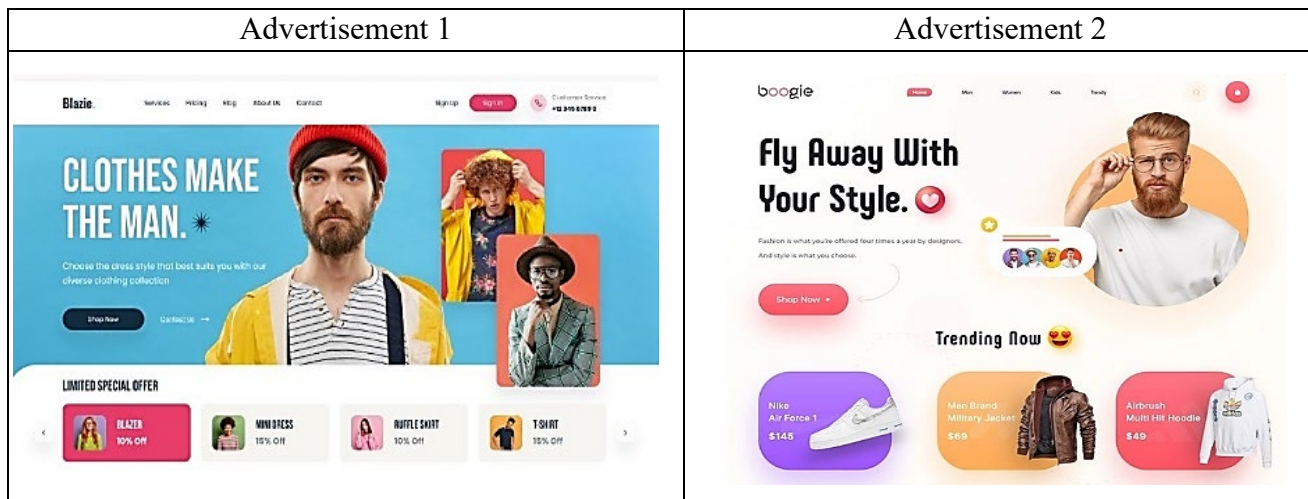 Advertisement 1
Blazie.
Services Pricing Blog About Us Contact
Sign Up Sign In
Customer Service
CLOTHES MAKE
THE MAN.
Choose the dress style that best suits you with our
diverse clothing collection
Shop Now Contact Us
LIMITED SPECIAL OFFER
BLAZER
10% Off
MINI DRESS
15% Off
RUFFLE SKIRT
10% Off
T-SHIRT
15% Off
Advertisement 2
boogie
Home Men Women Kids Trendy
Fly Away With
Your Style.
Fashion is what you're offered four times a year by designers.
And style is what you choose.
Shop Now
Trending Now
Nike
Air Force 1
$145
Men Brand
Military Jacket
$69
Airbrush
Multi Hit Hoodie
$49